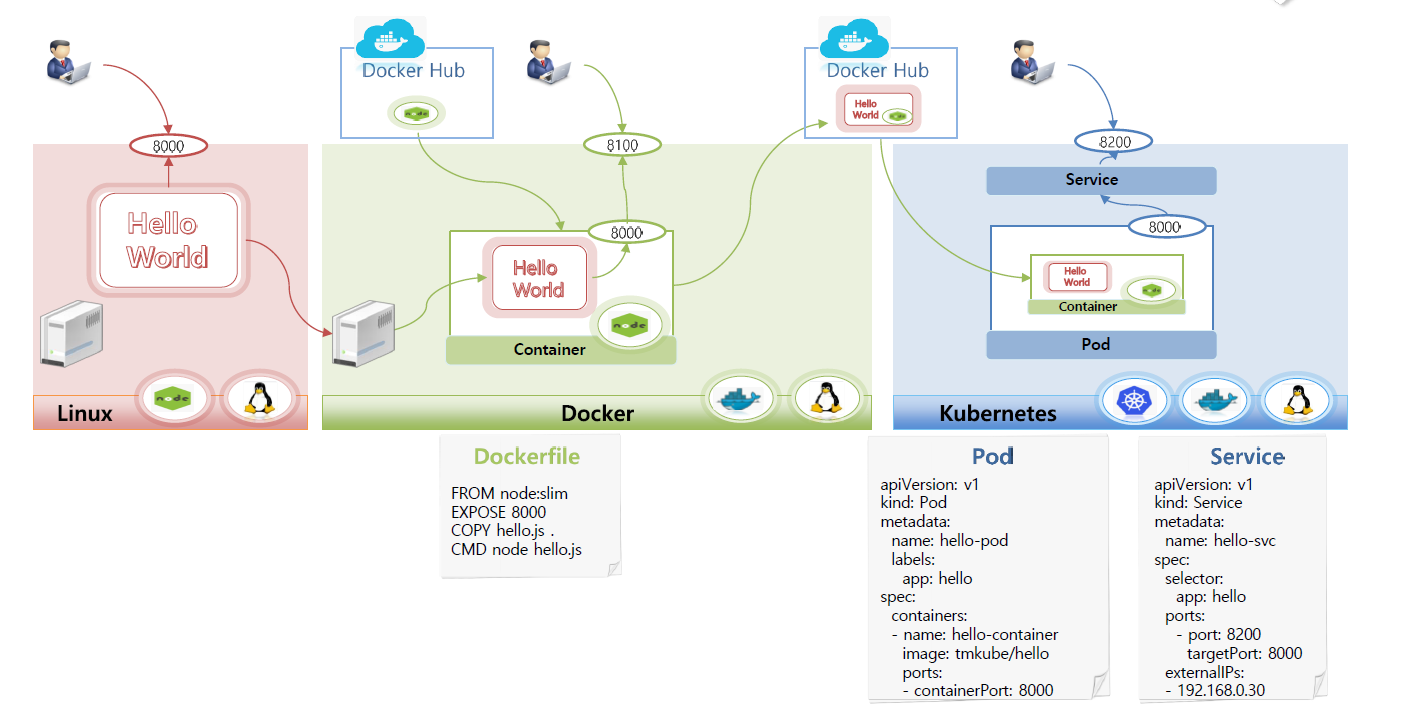 8000
Hello
World
Linux
Docker Hub
node
8100
8000
Hello
World
node
Container
Docker
Docker Hub
Hello
World
node
8200
Service
8000
Hello
World
node
Container
Pod
Kubernetes
node
Dockerfile
FROM node:slim
EXPOSE 8000
COPY hello.js .
CMD node hello.js
Pod
apiVersion: v1
kind: Pod
metadata:
name: hello-pod
labels:
app: hello
spec:
containers:
- name: hello-container
image: tmkube/hello
ports:
- containerPort: 8000
Service
apiVersion: v1
kind: Service
metadata:
name: hello-svc
spec:
selector:
app: hello
ports:
- port: 8200
targetPort: 8000
externalIPs:
- 192.168.0.30